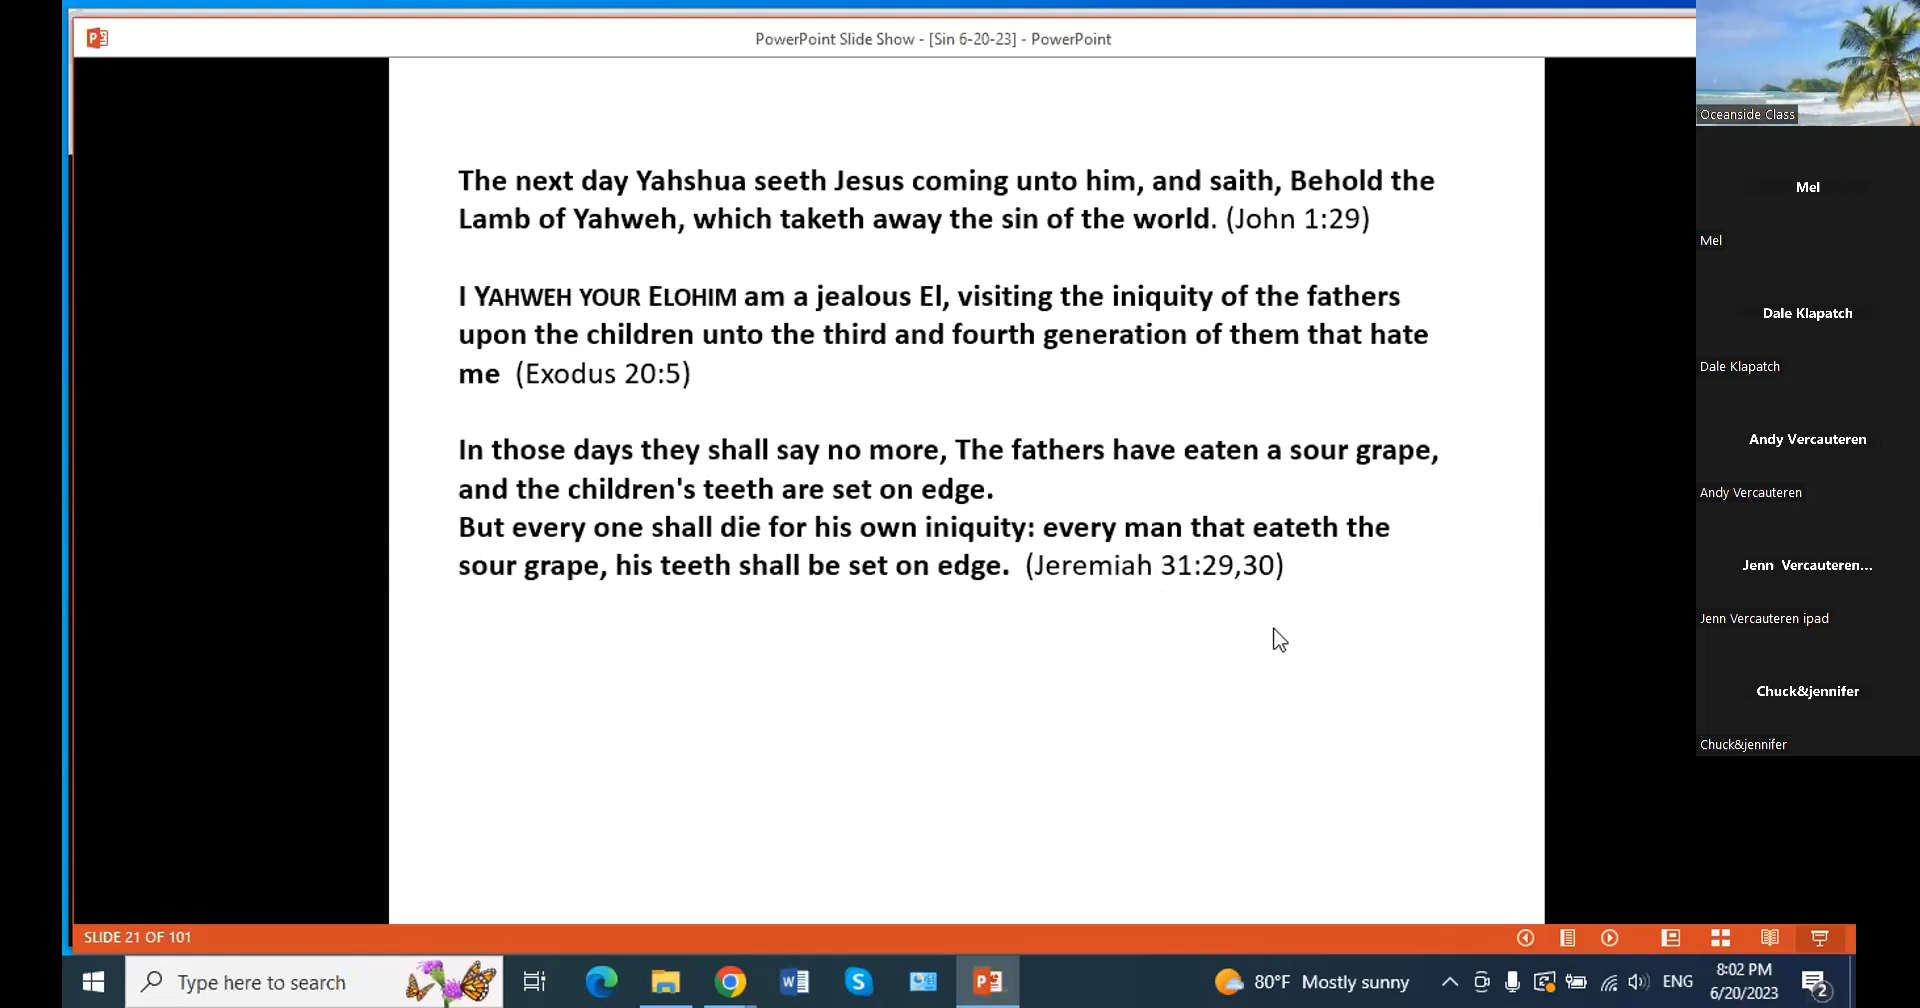 PowerPoint Slide Show - [Sin 6-20-23] - PowerPoint
The next day Yahshua seeth Jesus coming unto him, and saith, Behold the
Lamb of Yahweh, which taketh away the sin of the world. (John 1:29)
I YAHWEH YOUR ELOHIM am a jealous El, visiting the iniquity of the fathers
upon the children unto the third and fourth generation of them that hate
me (Exodus 20:5)
In those days they shall say no more, The fathers have eaten a sour grape,
and the children's teeth are set on edge.
But every one shall die for his own iniquity: every man that eateth the
sour grape, his teeth shall be set on edge. (Jeremiah 31:29,30)
Oceanside Class
Mel
Mel
Dale Klapatch
Dale Klapatch
Andy Vercauteren
Andy Vercauteren
Jenn Vercauteren...
Jenn Vercauteren ipad
Chuck&jennifer
Chuck&jennifer
SLIDE 21 OF 101
Type here to search
80°F Mostly sunny
ENG
8:02 PM
6/20/2023
2